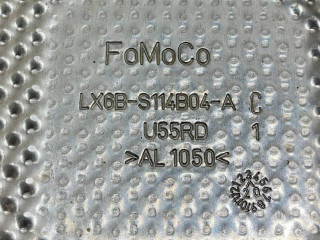 FoMoCo
LX6B-S114B04-A C
U55RD 1
>AL 1050<